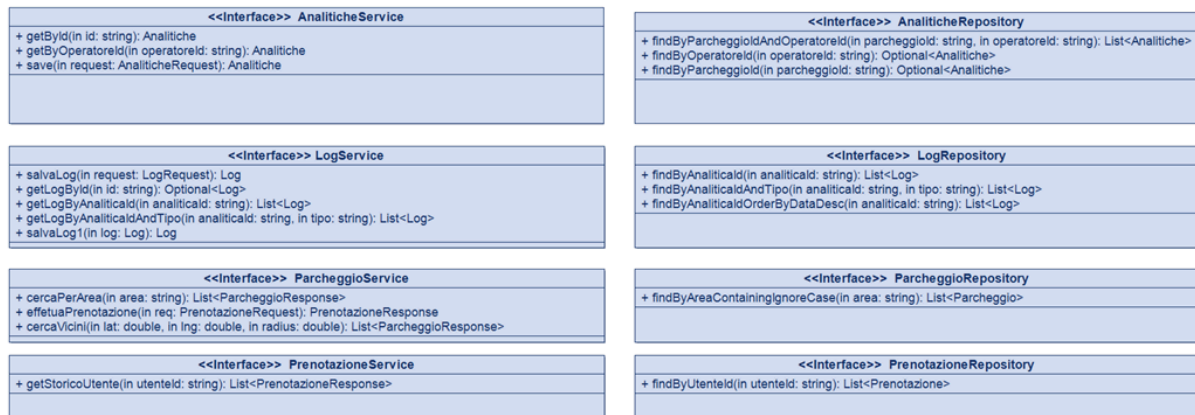 <<Interface>> AnaliticheService
+ getById(in id: string): Analitiche
+ getByOperatoreId(in operatoreId: string): Analitiche
+ save(in request: AnaliticheRequest): Analitiche
<<Interface>> AnaliticheRepository
+ findByParcheggioIdAndOperatoreId(in parcheggioId: string, in operatoreId: string): List<Analitiche>
+ findByOperatoreId(in operatoreId: string): Optional<Analitiche>
+ findByParcheggioId(in parcheggioId: string): Optional<Analitiche>
<<Interface>> LogService
+ salvaLog(in request: LogRequest): Log
+ getLogById(in id: string): Optional<Log>
+ getLogByAnaliticaId(in analiticaId: string): List<Log>
+ getLogByAnaliticaIdAndTipo(in analiticaId: string, in tipo: string): List<Log>
+ salvaLog1(in log: Log): Log
<<Interface>> LogRepository
+ findByAnaliticaId(in analiticaId: string): List<Log>
+ findByAnaliticaIdAndTipo(in analiticaId: string, in tipo: string): List<Log>
+ findByAnaliticaIdOrderByDataDesc(in analiticaId: string): List<Log>
<<Interface>> ParcheggioService
+ cercaPerArea(in area: string): List<ParcheggioResponse>
+ effetuaPrenotazione(in req: PrenotazioneRequest): PrenotazioneResponse
+ cercaVicini(in lat: double, in lng: double, in radius: double): List<ParcheggioResponse>
<<Interface>> ParcheggioRepository
+ findByAreaContainingIgnoreCase(in area: string): List<Parcheggio>
<<Interface>> PrenotazioneService
+ getStoricoUtente(in utenteId: string): List<PrenotazioneResponse>
<<Interface>> PrenotazioneRepository
+ findByUtenteId(in utenteId: string): List<Prenotazione>